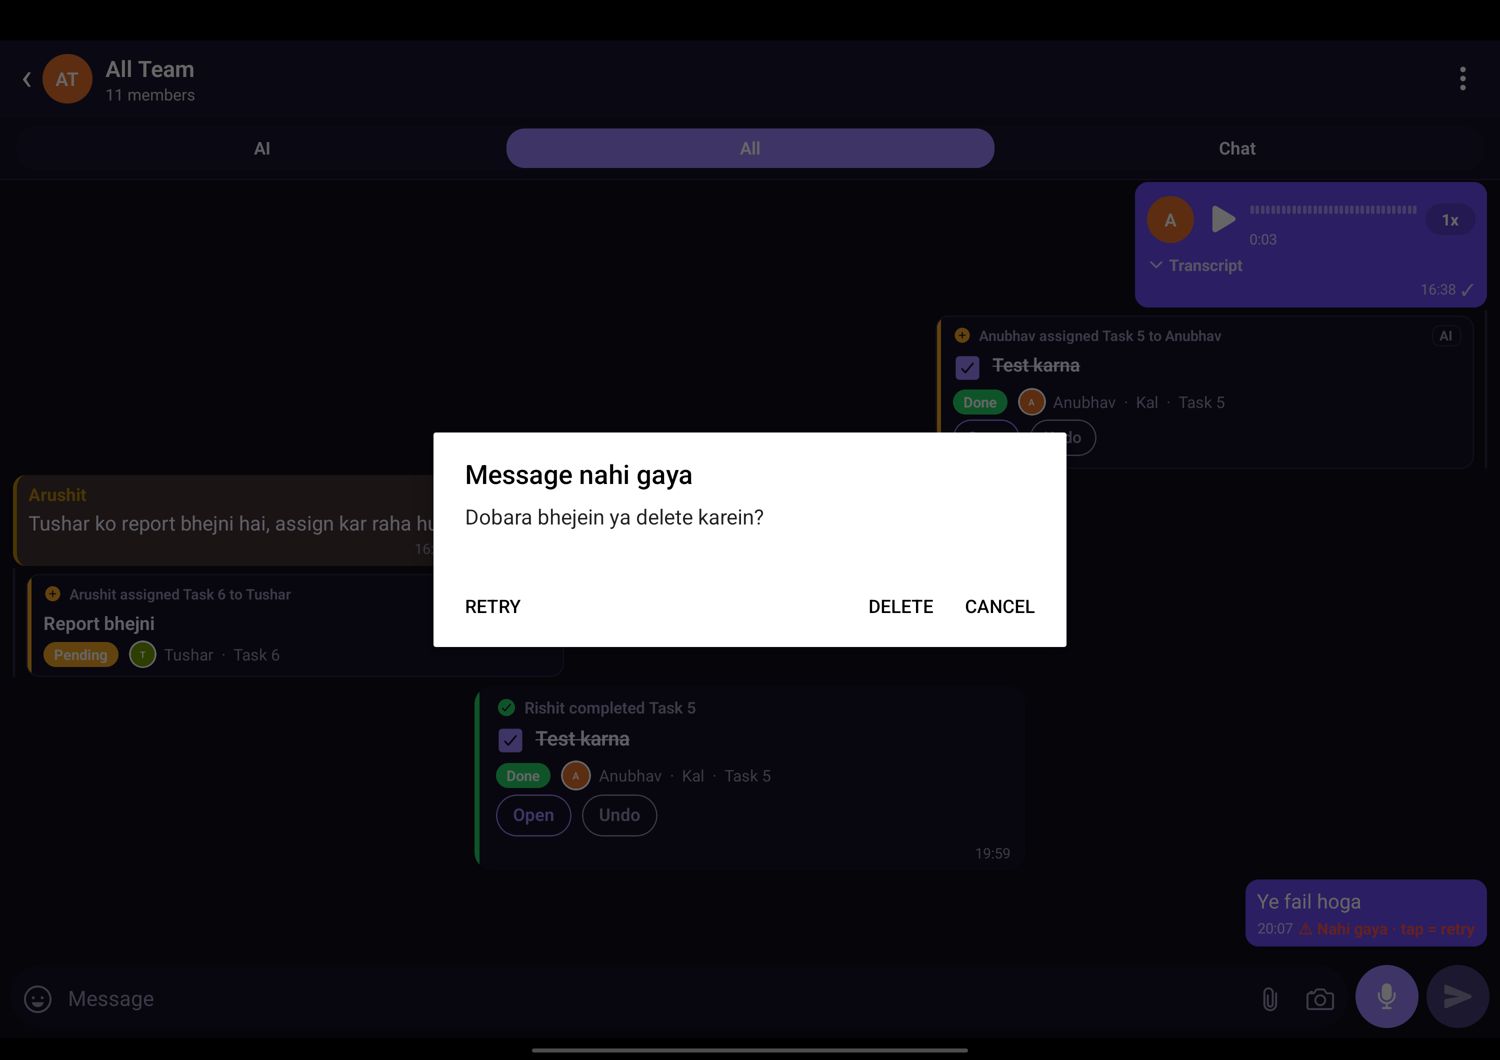 AT
All Team
11 members
AI
All
Chat
A
1x
0:03
Transcript
16:38
Anubhav assigned Task 5 to Anubhav
AI
Test karna
Done
A
Anubhav · Kal · Task 5
Arushit
Tushar ko report bhejni hai, assign kar raha
Arushit assigned Task 6 to Tushar
Report bhejni
Pending
T
Tushar · Task 6
Message nahi gaya
Dobara bhejein ya delete karein?
RETRY
DELETE
CANCEL
Rishit completed Task 5
Test karna
Done
A
Anubhav · Kal · Task 5
Open
Undo
19:59
Ye fail hoga
20:07 ⚠ Nahi gaya · tap = retry
Message